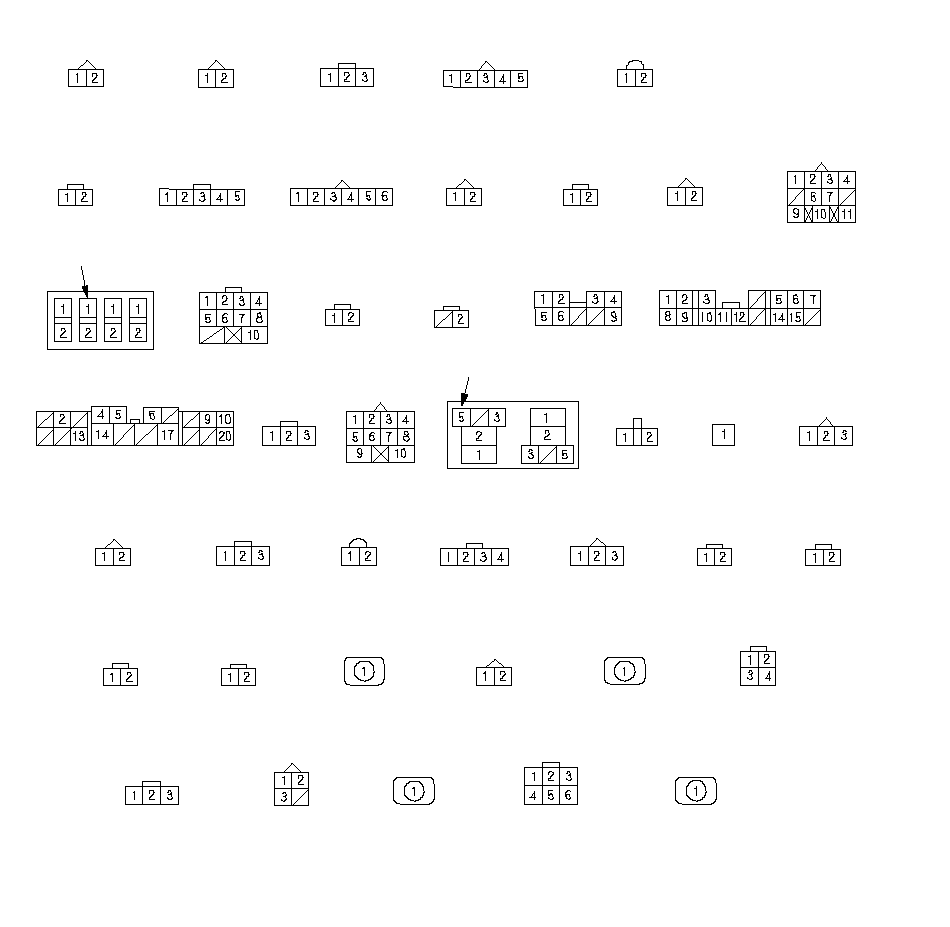 1 2 1 2 1 2 3 1 2 3 4 5 1 2
1 2 1 2 3 4 5 1 2 3 4 5 6 1 2 1 2 1 2 1 2 3 4
6 7
9 10 11
1 1 1 1 1 2 3 4 1 2 1 2 3 4 1 2 3 5 6 7
2 2 2 2 5 6 7 8 2 5 6 9 8 9 10 11 12 14 15
10
2 4 5 6 9 10 1 2 3 1 2 3 4 5 3 1 1 2 1 1 2 3
13 14 17 20 5 6 7 8 2 2
9 10 1 3 5
1 2 1 2 3 1 2 1 2 3 4 1 2 3 1 2 1 2
1 2 1 2 1 1 2 1 1 2
3 4
1 2 3 1 2 1 1 2 3 1
3 4 5 6